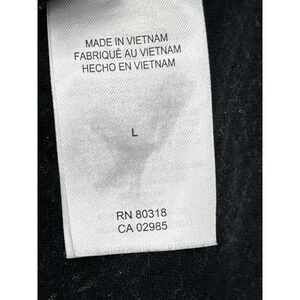 MADE IN VIETNAM
FABRIQUÉ AU VIETNAM
HECHO EN VIETNAM
L
RN 80318
CA 02985